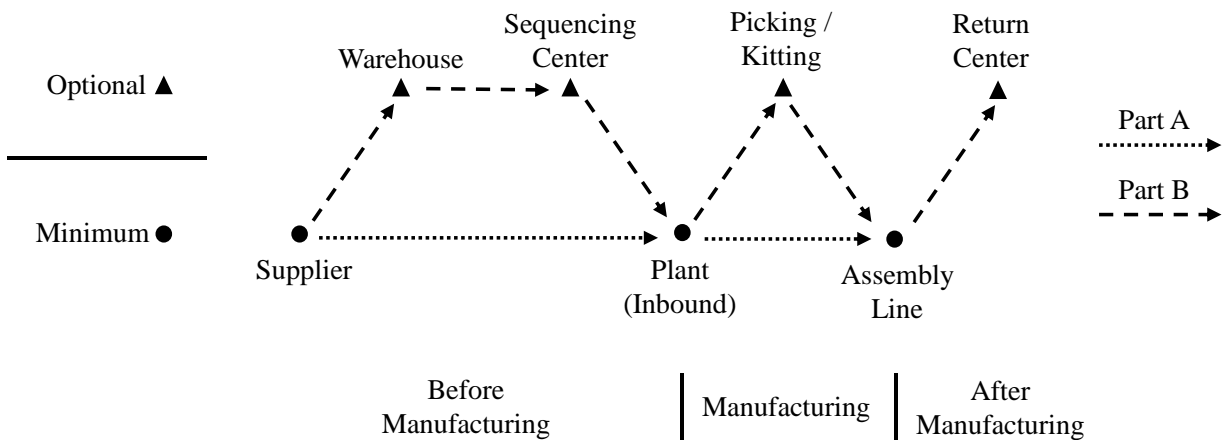 Optional
Minimum
Warehouse
Sequencing
Center
Picking /
Kitting
Return
Center
Supplier
Plant
(Inbound)
Assembly
Line
Part A
Part B
Before
Manufacturing
Manufacturing
After
Manufacturing